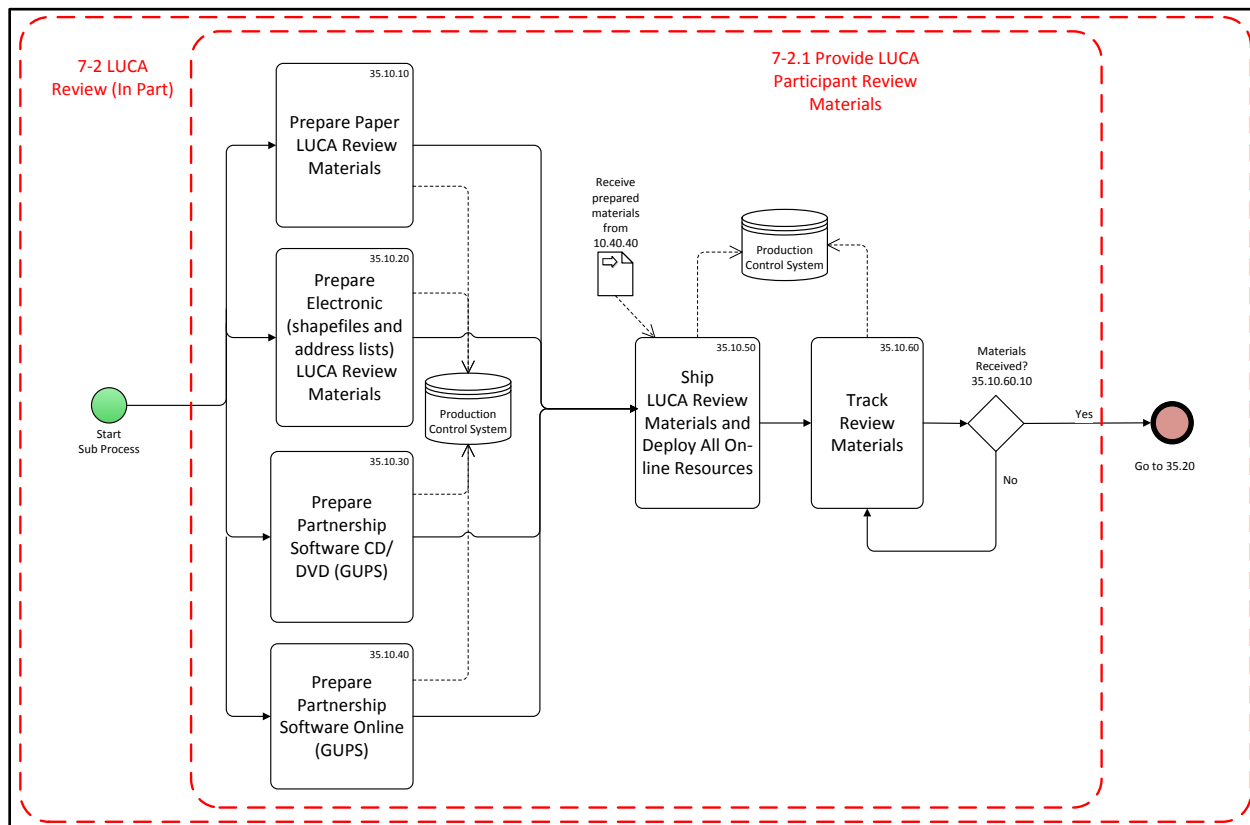 7-2 LUCA
Review (In Part)
7-2.1 Provide LUCA
Participant Review
Materials
35.10.10
Prepare Paper
LUCA Review
Materials
35.10.20
Prepare
Electronic
(shapefiles and
address lists)
LUCA Review
Materials
35.10.30
Prepare
Partnership
Software CD/
DVD (GUPS)
35.10.40
Prepare
Partnership
Software Online
(GUPS)
Start
Sub Process
Production
Control System
Receive
prepared
materials
from
10.40.40
Production
Control System
35.10.50
Ship
LUCA Review
Materials and
Deploy All On-
line Resources
35.10.60
Track
Review
Materials
Materials
Received?
35.10.60.10
Yes
No
Go to 35.20